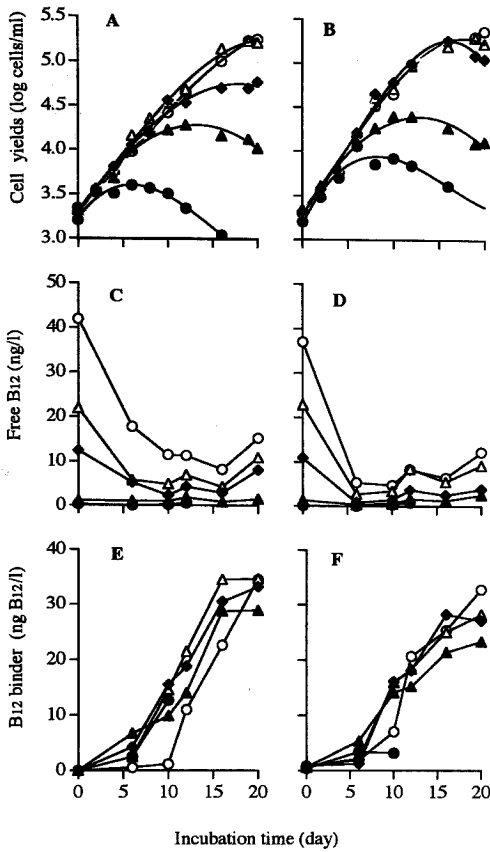 A B
Cell yields (log cells/ml)
5.5
5.0
4.5
4.0
3.5
3.0
C D
Free B12 (ng/l)
50
40
30
20
10
0
E F
B12 binder (ng B12/l)
40
30
20
10
0
0 5 10 15 20 0 5 10 15 20
Incubation time (day)